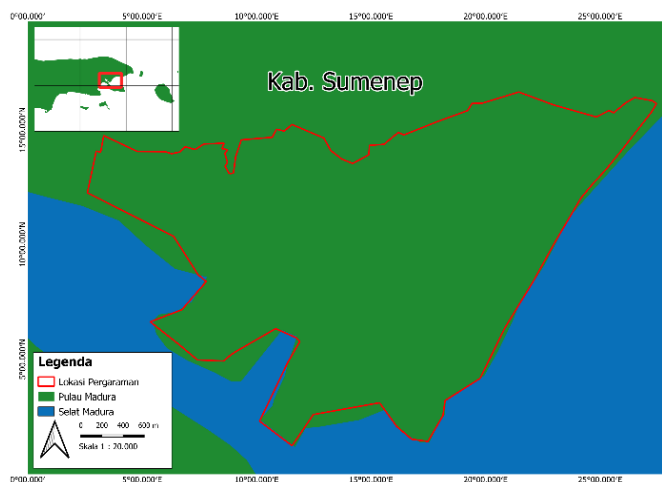 0°00.000'E 5°00.000'E 10°00.000'E 15°00.000'E 20°00.000'E 25°00.000'E
Kab. Sumenep
15°00.000'N
10°00.000'N
5°00.000'N
Legenda
Lokasi Pergaraman
Pulau Madura
Selat Madura
0 200 400 600 m
Skala 1 : 20.000
0°00.000'E 5°00.000'E 10°00.000'E 15°00.000'E 20°00.000'E 25°00.000'E